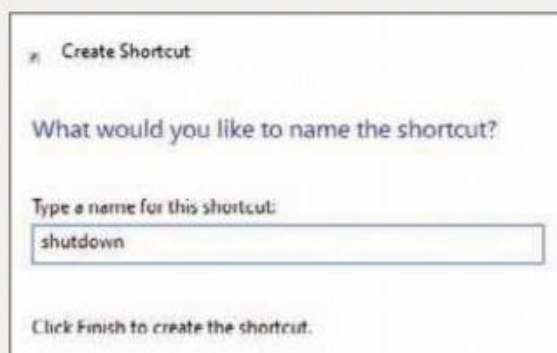 Create Shortcut
What would you like to name the shortcut?
Type a name for this shortcut:
shutdown
Click Finish to create the shortcut.